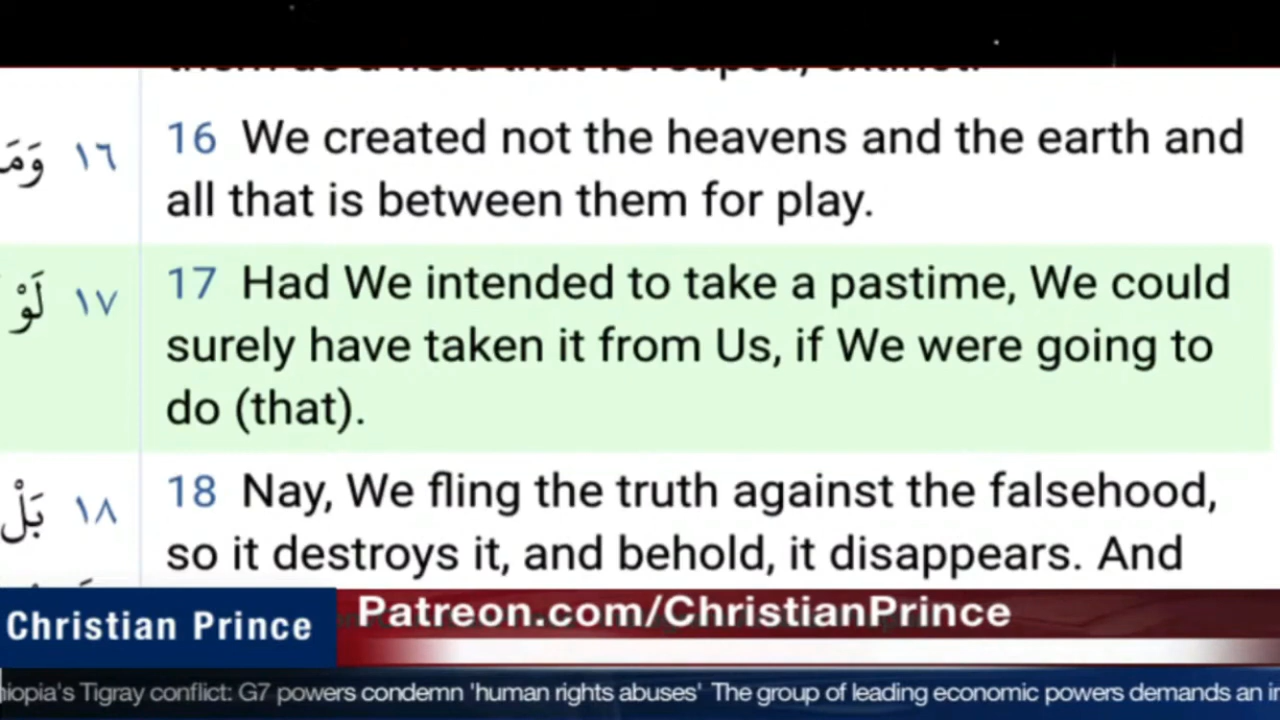 ١٦ 16 We created not the heavens and the earth and
all that is between them for play.
لَوْ ١٧ 17 Had We intended to take a pastime, We could
surely have taken it from Us, if We were going to
do (that).
بَلْ ١٨ 18 Nay, We fling the truth against the falsehood,
so it destroys it, and behold, it disappears. And
Christian Prince
Patreon.com/ChristianPrince
Tigray conflict: G7 powers condemn 'human rights abuses' The group of leading economic powers demands an